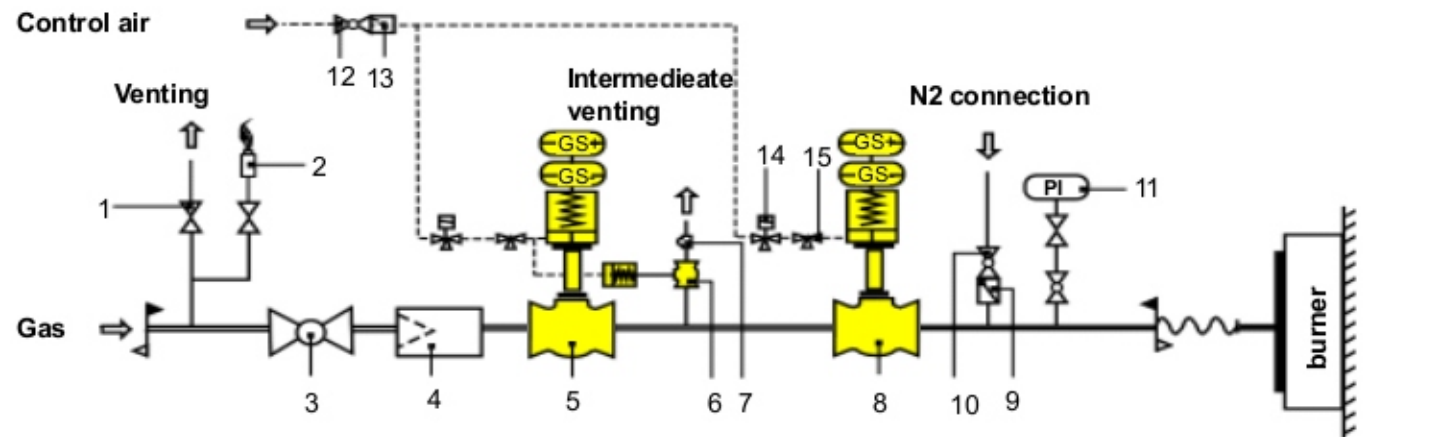 Control air
12 13
Venting
Intermedieate
venting
N2 connection
GS+
GS+
14 15
2
GS-
GS-
PI
11
1
Gas
burner
3
4
5
6 7
8
10 9